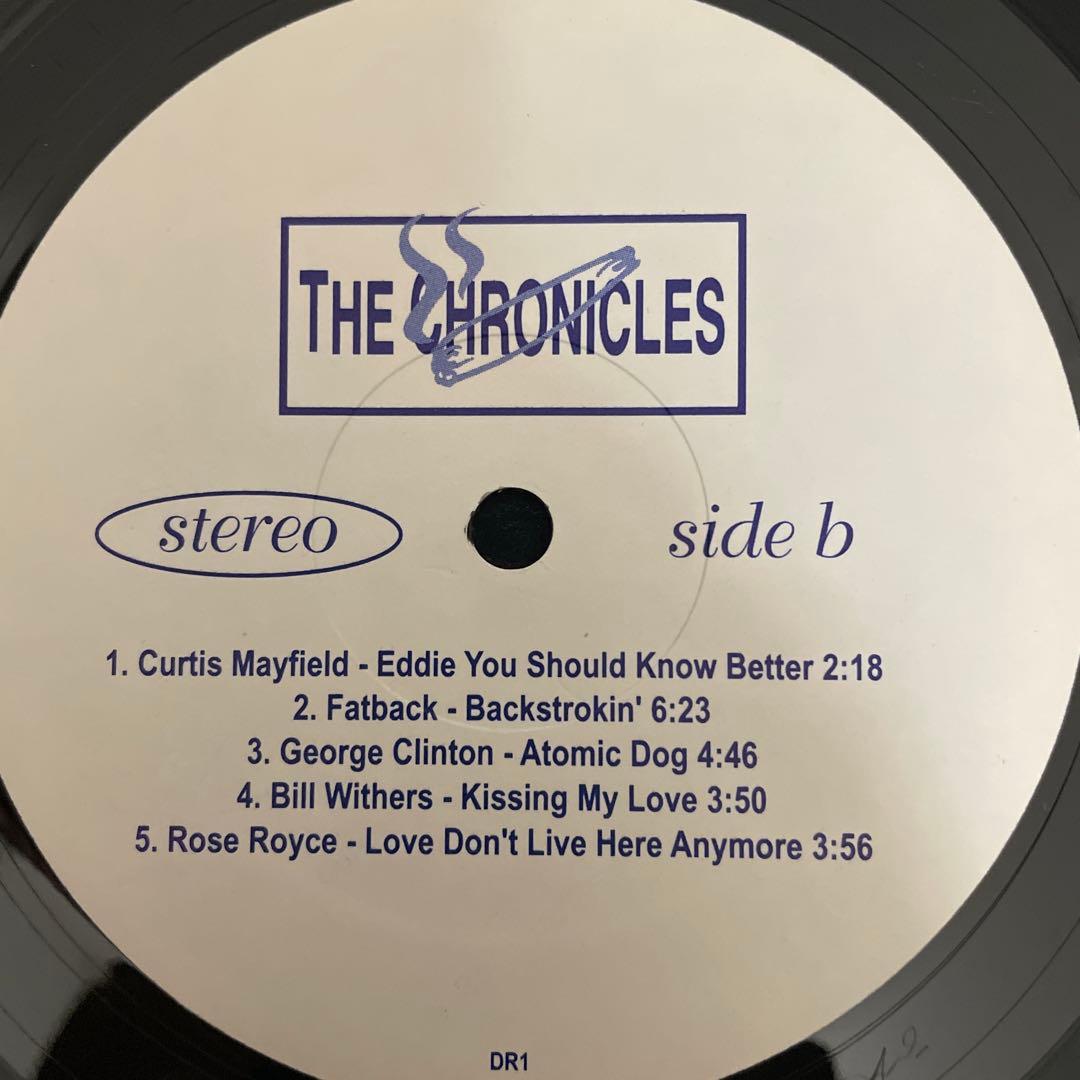 THE CHRONICLES
stereo
side b
1. Curtis Mayfield - Eddie You Should Know Better 2:18
2. Fatback - Backstrokin' 6:23
3. George Clinton - Atomic Dog 4:46
4. Bill Withers - Kissing My Love 3:50
5. Rose Royce - Love Don't Live Here Anymore 3:56
DR1